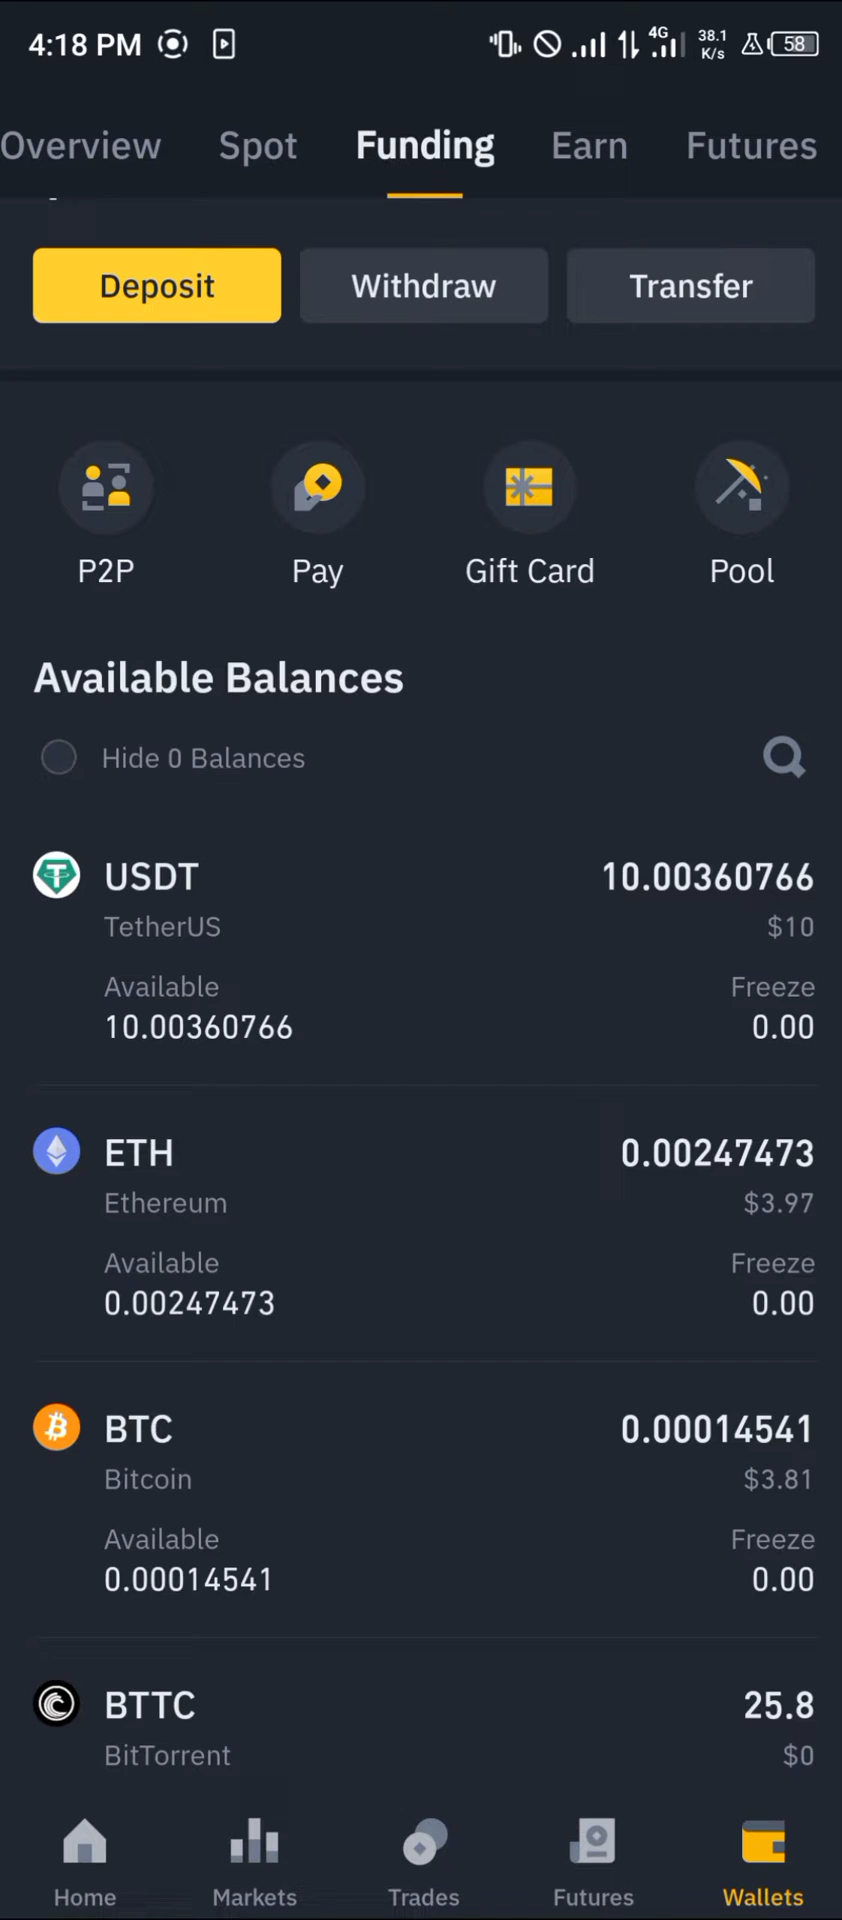 4:18 PM 4G 38.1 K/s 58
Overview Spot Funding Earn Futures
Deposit Withdraw Transfer
P2P Pay Gift Card Pool
Available Balances
Hide 0 Balances
USDT 10.00360766
TetherUS $10
Available Freeze
10.00360766 0.00
ETH 0.00247473
Ethereum $3.97
Available Freeze
0.00247473 0.00
BTC 0.00014541
Bitcoin $3.81
Available Freeze
0.00014541 0.00
BTTC 25.8
BitTorrent $0
Home Markets Trades Futures Wallets